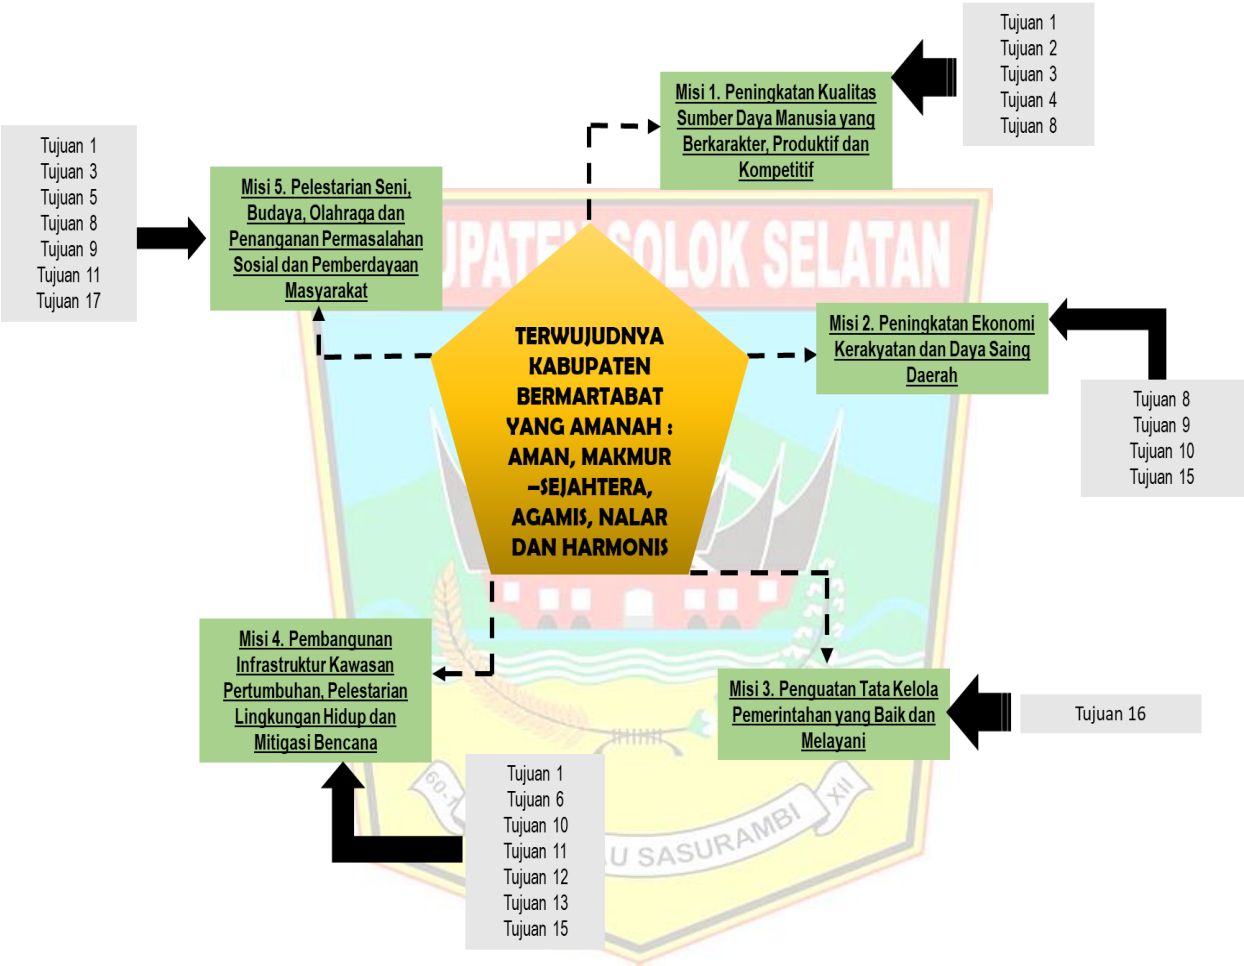 Tujuan 1
Tujuan 2
Tujuan 3
Tujuan 4
Tujuan 8
Misi 1. Peningkatan Kualitas
Sumber Daya Manusia yang
Berkarakter, Produktif dan
Kompetitif
Tujuan 1
Tujuan 3
Tujuan 5
Tujuan 8
Tujuan 9
Tujuan 11
Tujuan 17
Misi 5. Pelestarian Seni,
Budaya, Olahraga dan
Penanganan Permasalahan
Sosial dan Pemberdayaan
Masyarakat
UPATEN SOLOK SELATAN
Misi 2. Peningkatan Ekonomi
Kerakyatan dan Daya Saing
Daerah
Tujuan 8
Tujuan 9
Tujuan 10
Tujuan 15
TERWUJUDNYA
KABUPATEN
BERMARTABAT
YANG AMANAH :
AMAN, MAKMUR
–SEJAHTERA,
AGAMIS, NALAR
DAN HARMONIS
Misi 4. Pembangunan
Infrastruktur Kawasan
Pertumbuhan, Pelestarian
Lingkungan Hidup dan
Mitigasi Bencana
Misi 3. Penguatan Tata Kelola
Pemerintahan yang Baik dan
Melayani
Tujuan 16
Tujuan 1
Tujuan 6
Tujuan 10
Tujuan 11
Tujuan 12
Tujuan 13
Tujuan 15
SASURAMBI
XII